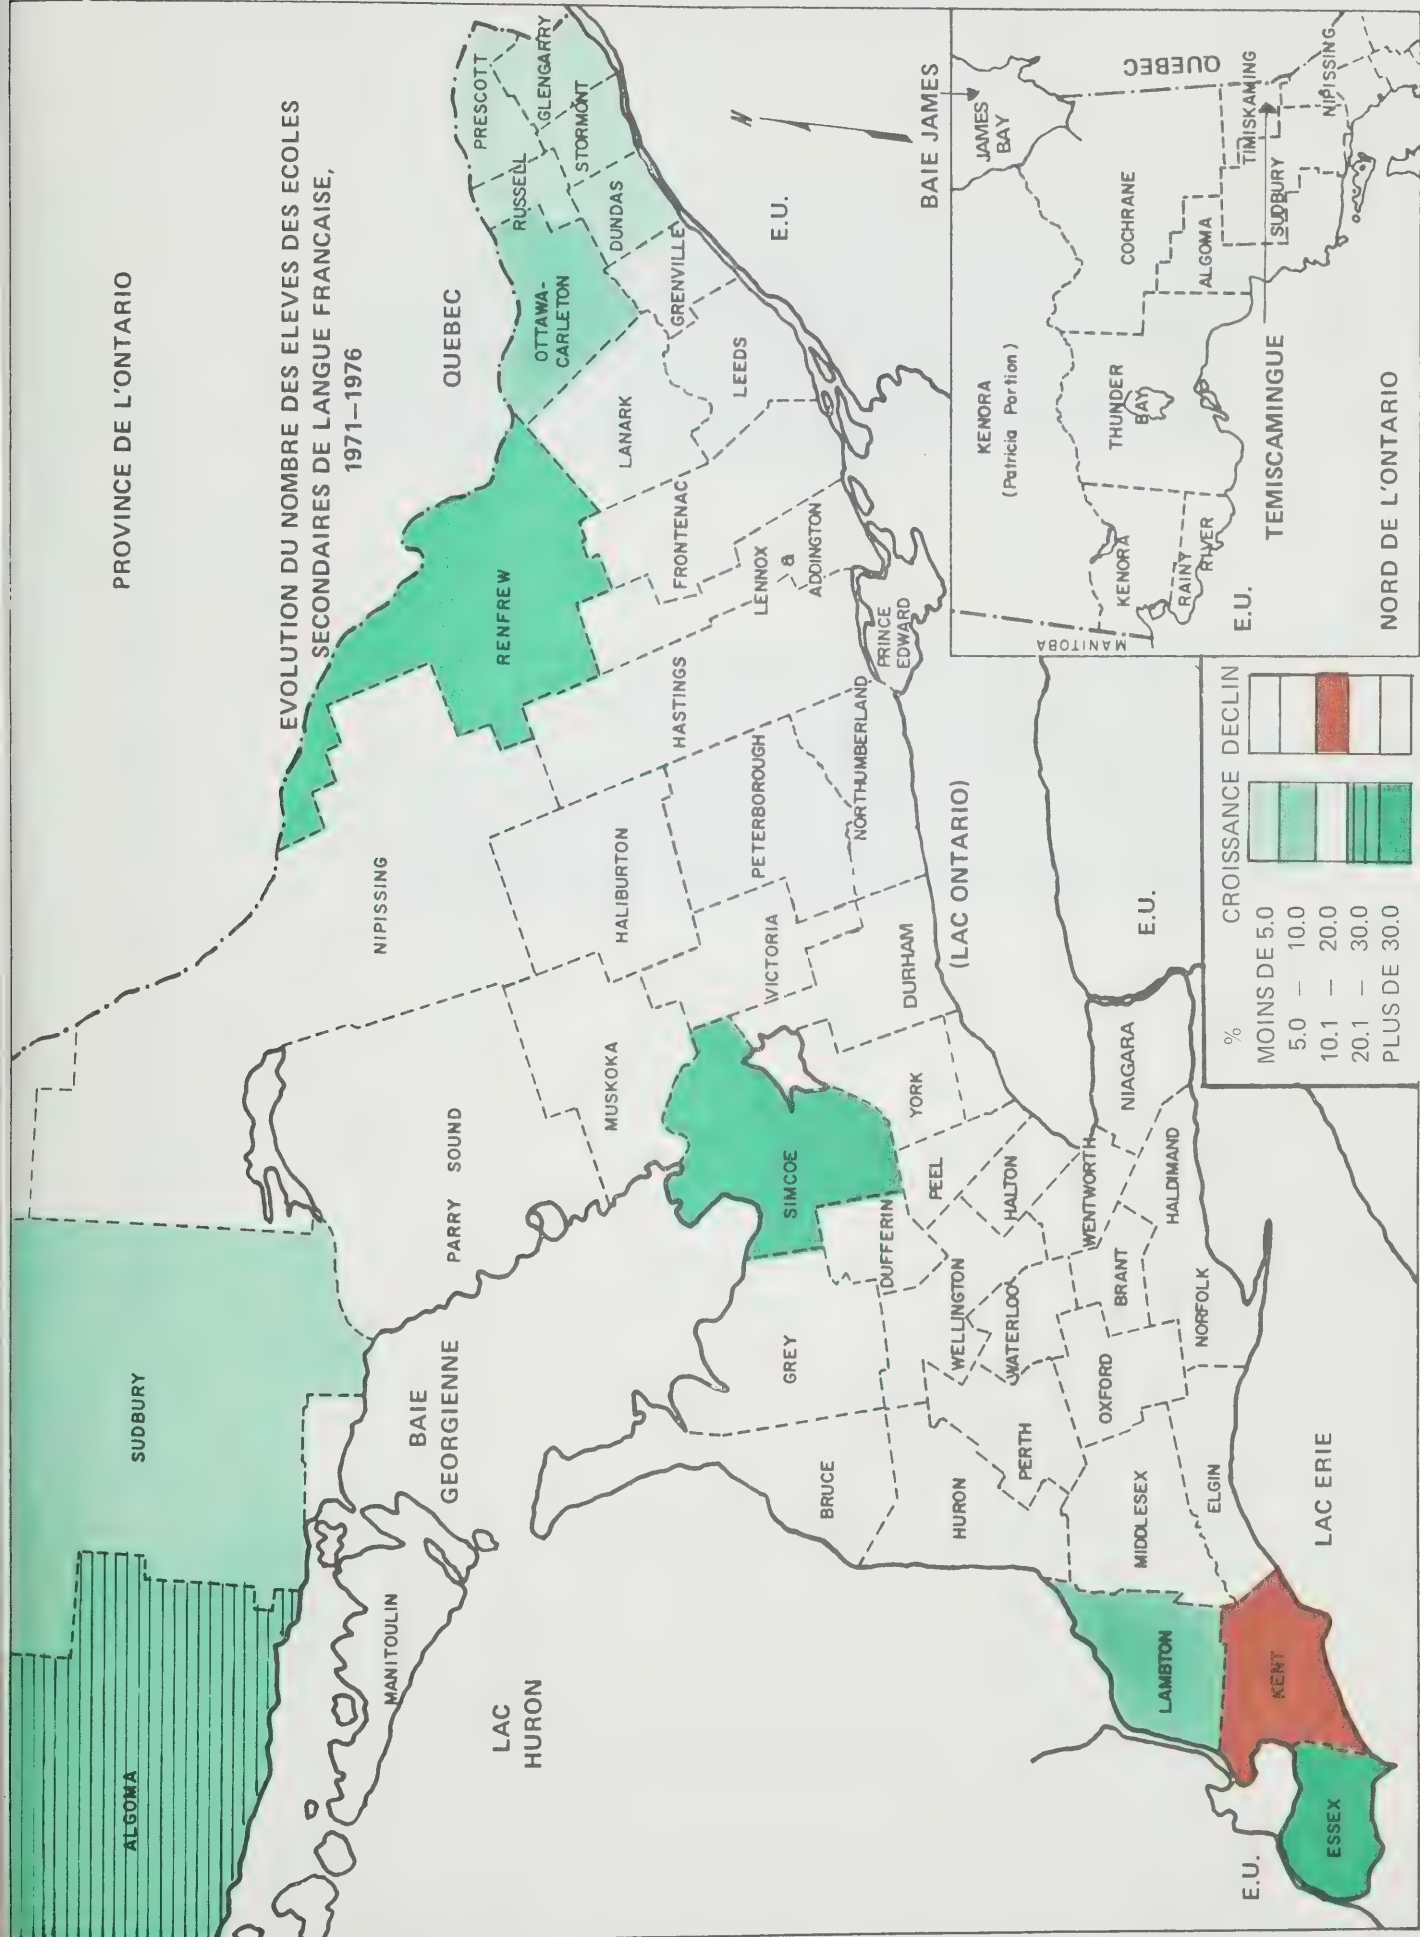 PROVINCE DE L'ONTARIO
EVOLUTION DU NOMBRE DES ELEVES DES ECOLES
SECONDAIRES DE LANGUE FRANCAISE,
1971–1976
QUEBEC
PRESCOTT
GLENGARRY
RUSSELL
STORMONT
DUNDAS
OTTAWA-
CARLETON
GRENVILLE
LEEDS
LANARK
RENFREW
FRONTENAC
LENNOX
a
ADDINGTON
PRINCE
EDWARD
HASTINGS
NORTHUMBERLAND
PETERBOROUGH
HALIBURTON
NIPISSING
VICTORIA
DURHAM
MUSKOKA
PARRY SOUND
SIMCOE
YORK
PEEL
HALTON
DUFFERIN
WENTWORTH
NIAGARA
HALDIMAND
BRANT
WELLINGTON
WATERLOO
NORFOLK
GREY
OXFORD
PERTH
BRUCE
HURON
MIDDLESEX
ELGIN
LAMBTON
KENT
ESSEX
SUDBURY
ALGOMA
MANITOULIN
BAIE
GEORGIENNE
LAC
HURON
LAC ERIE
(LAC ONTARIO)
E.U.
E.U.
E.U.
N
BAIE JAMES
JAMES
BAY
QUEBEC
COCHRANE
TIMISKAMING
NIPISSING
SUDBURY
ALGOMA
KENORA
(Patricia Portion)
THUNDER
BAY
KENORA
RAINY
RIVER
MANITOBA
TEMISCAMINGUE
E.U.
NORD DE L'ONTARIO
% CROISSANCE DECLIN
MOINS DE 5.0
5.0 – 10.0
10.1 – 20.0
20.1 – 30.0
PLUS DE 30.0